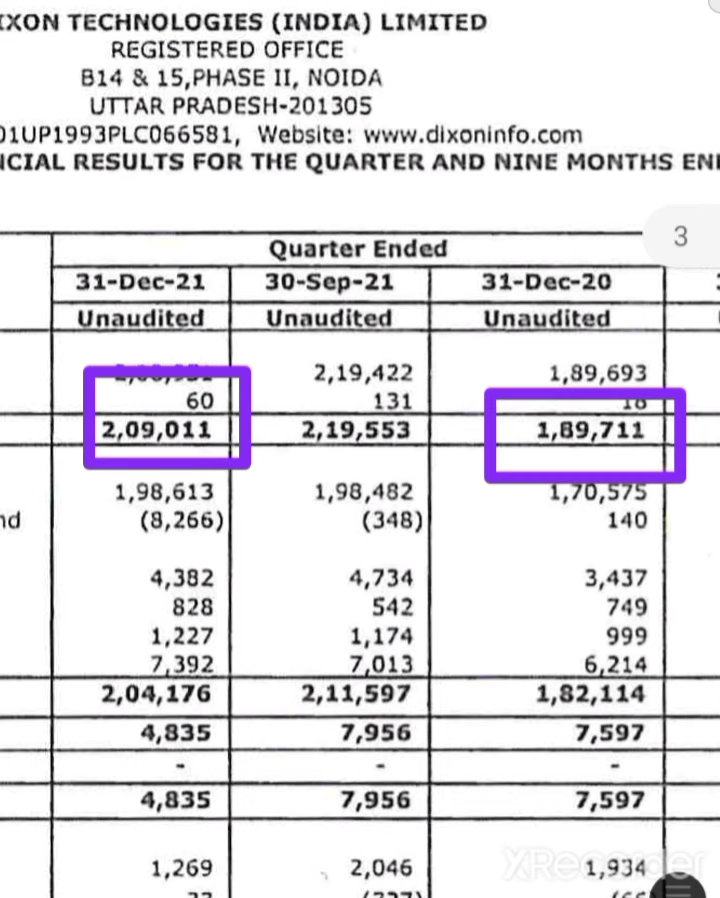 IXON TECHNOLOGIES (INDIA) LIMITED
REGISTERED OFFICE
B14 & 15,PHASE II, NOIDA
UTTAR PRADESH-201305
01UP1993PLC066581, Website: www.dixoninfo.com
NCIAL RESULTS FOR THE QUARTER AND NINE MONTHS EN
3
Quarter Ended
31-Dec-21 30-Sep-21 31-Dec-20
Unaudited Unaudited Unaudited
2,19,422 1,89,693
60 131 18
2,09,011 2,19,553 1,89,711
1,98,613 1,98,482 1,70,575
nd (8,266) (348) 140
4,382 4,734 3,437
828 542 749
1,227 1,174 999
7,392 7,013 6,214
2,04,176 2,11,597 1,82,114
4,835 7,956 7,597
- - -
4,835 7,956 7,597
1,269 2,046 1,934
XRecorder